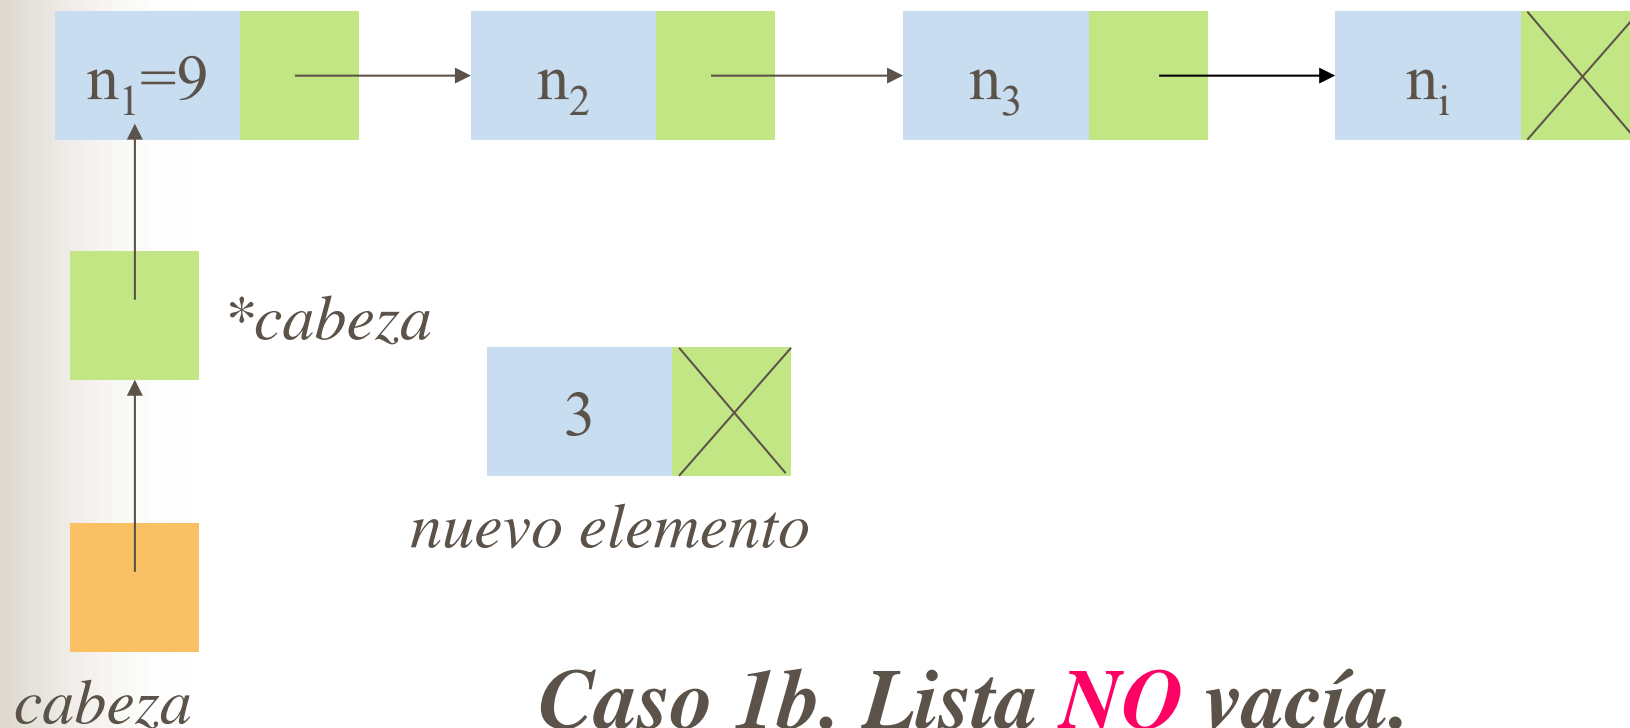 n₁=9 n₂ n₃ nᵢ
*cabeza
3
nuevo elemento
cabeza
Caso 1b. Lista NO vacía.